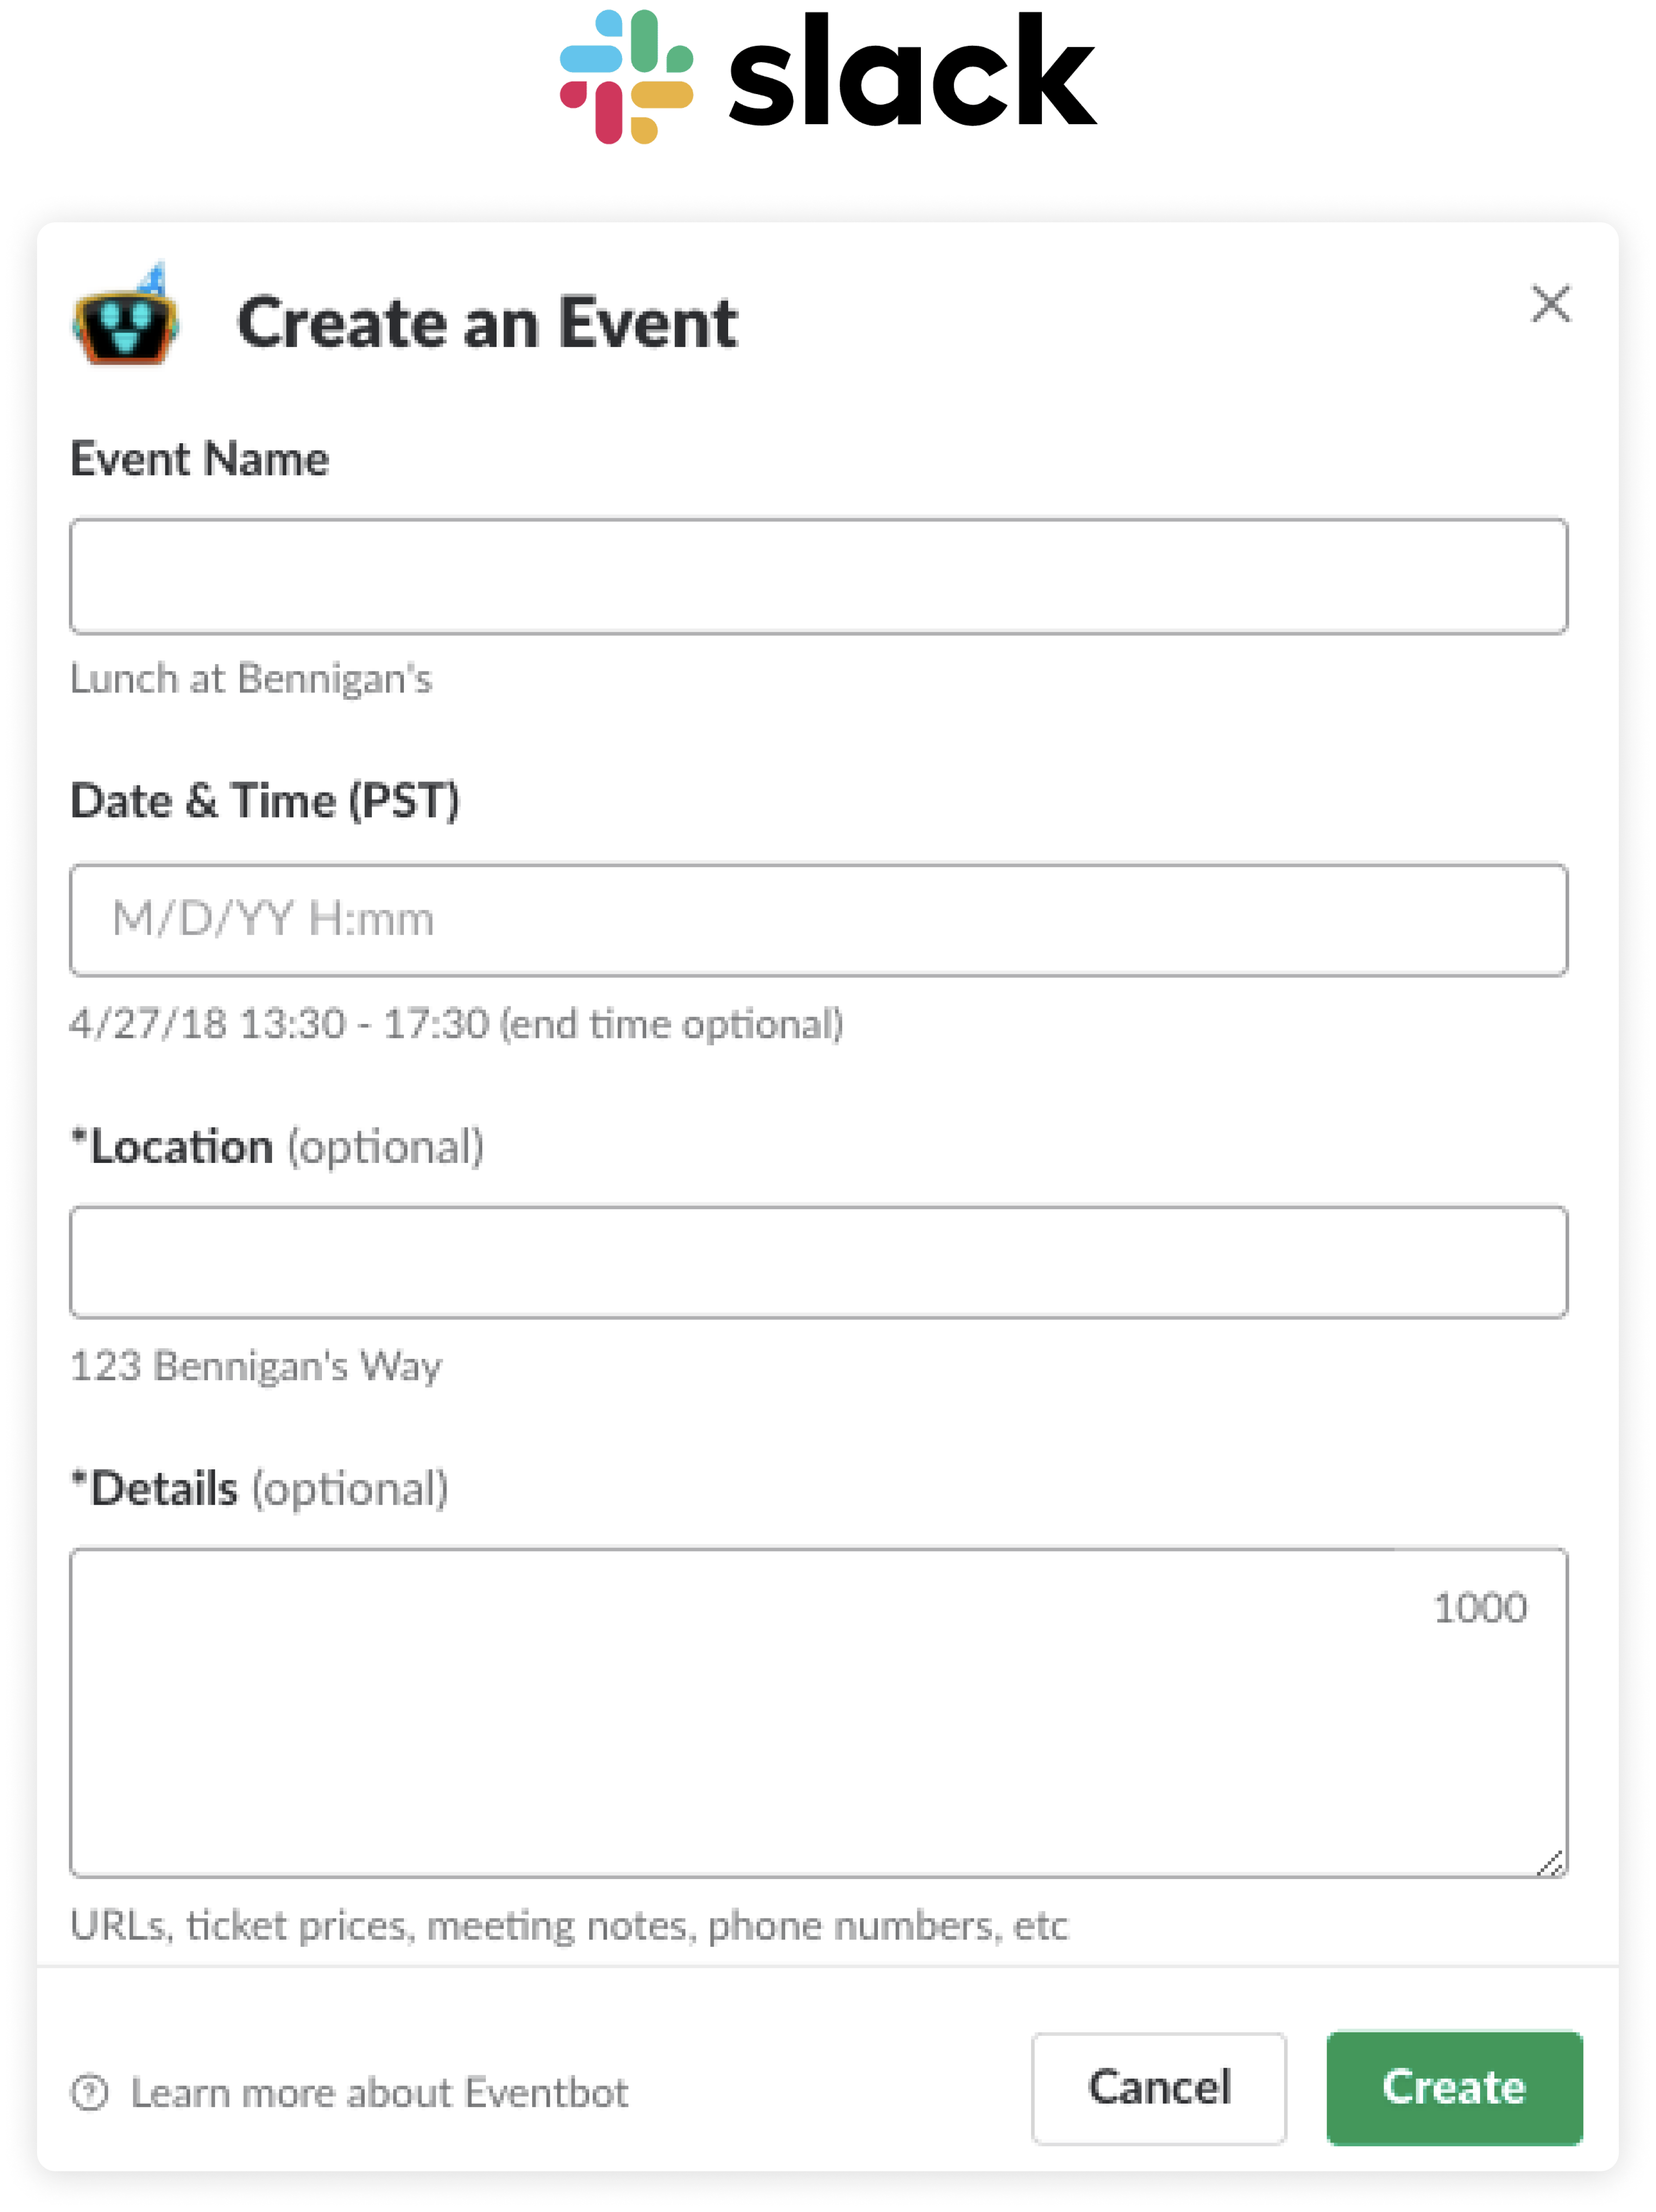 slack
Create an Event
Event Name
Lunch at Bennigan's
Date & Time (PST)
M/D/YY H:mm
4/27/18 13:30 - 17:30 (end time optional)
*Location (optional)
123 Bennigan's Way
*Details (optional)
1000
URLs, ticket prices, meeting notes, phone numbers, etc
? Learn more about Eventbot
Cancel
Create